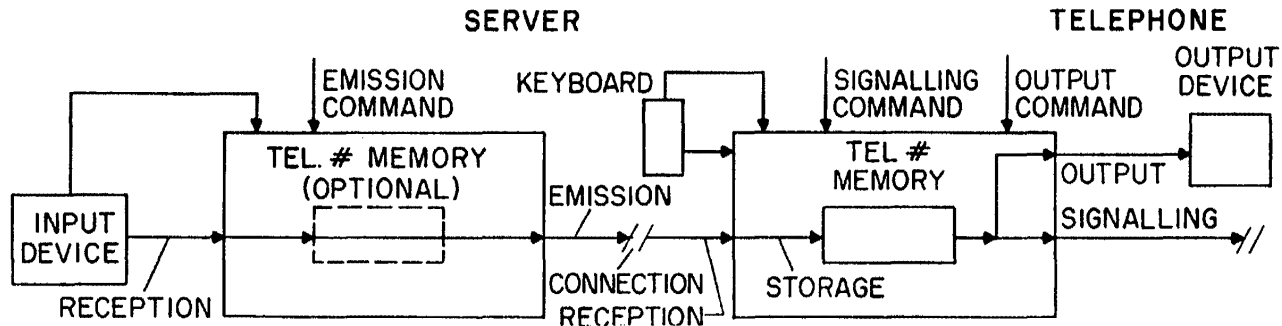 SERVER
TELEPHONE
EMISSION
COMMAND
KEYBOARD
SIGNALLING
COMMAND
OUTPUT
COMMAND
OUTPUT
DEVICE
TEL. # MEMORY
(OPTIONAL)
TEL #
MEMORY
INPUT
DEVICE
RECEPTION
EMISSION
CONNECTION
RECEPTION
STORAGE
OUTPUT
SIGNALLING